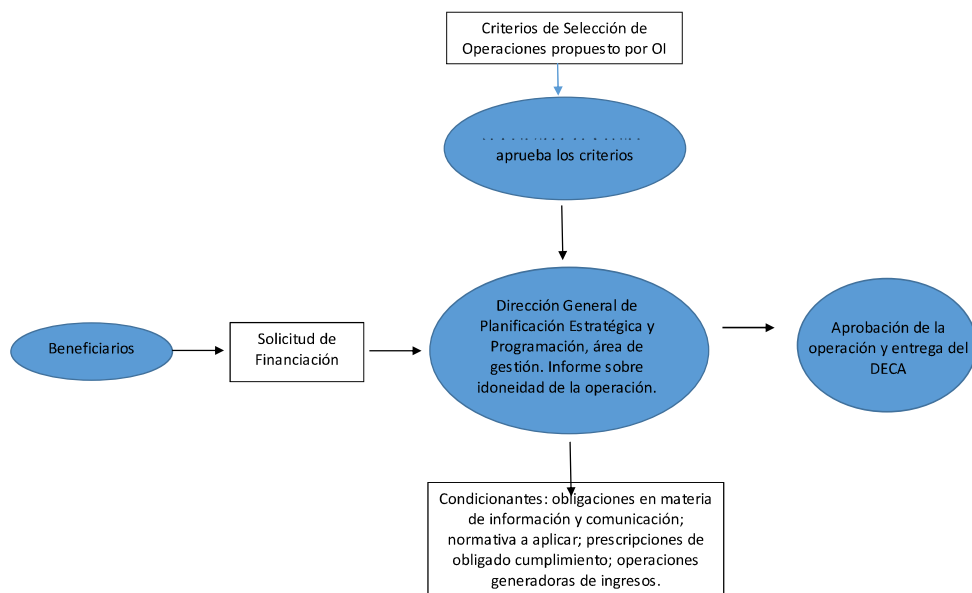 Criterios de Selección de
Operaciones propuesto por OI
aprueba los criterios
Beneficiarios
Solicitud de
Financiación
Dirección General de
Planificación Estratégica y
Programación, área de
gestión. Informe sobre
idoneidad de la operación.
Aprobación de la
operación y entrega del
DECA
Condicionantes: obligaciones en materia
de información y comunicación;
normativa a aplicar; prescripciones de
obligado cumplimiento; operaciones
generadoras de ingresos.